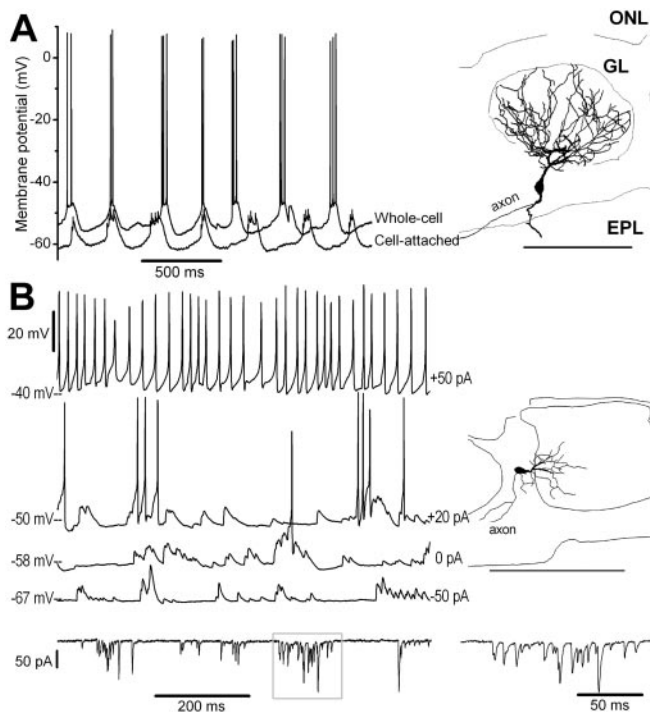 A
Membrane potential (mV)
0
-20
-40
-60
Whole-cell
Cell-attached
500 ms
ONL
GL
axon
EPL
B
20 mV
-40 mV
+50 pA
-50 mV
+20 pA
-58 mV
0 pA
-67 mV
-50 pA
axon
50 pA
200 ms
50 ms